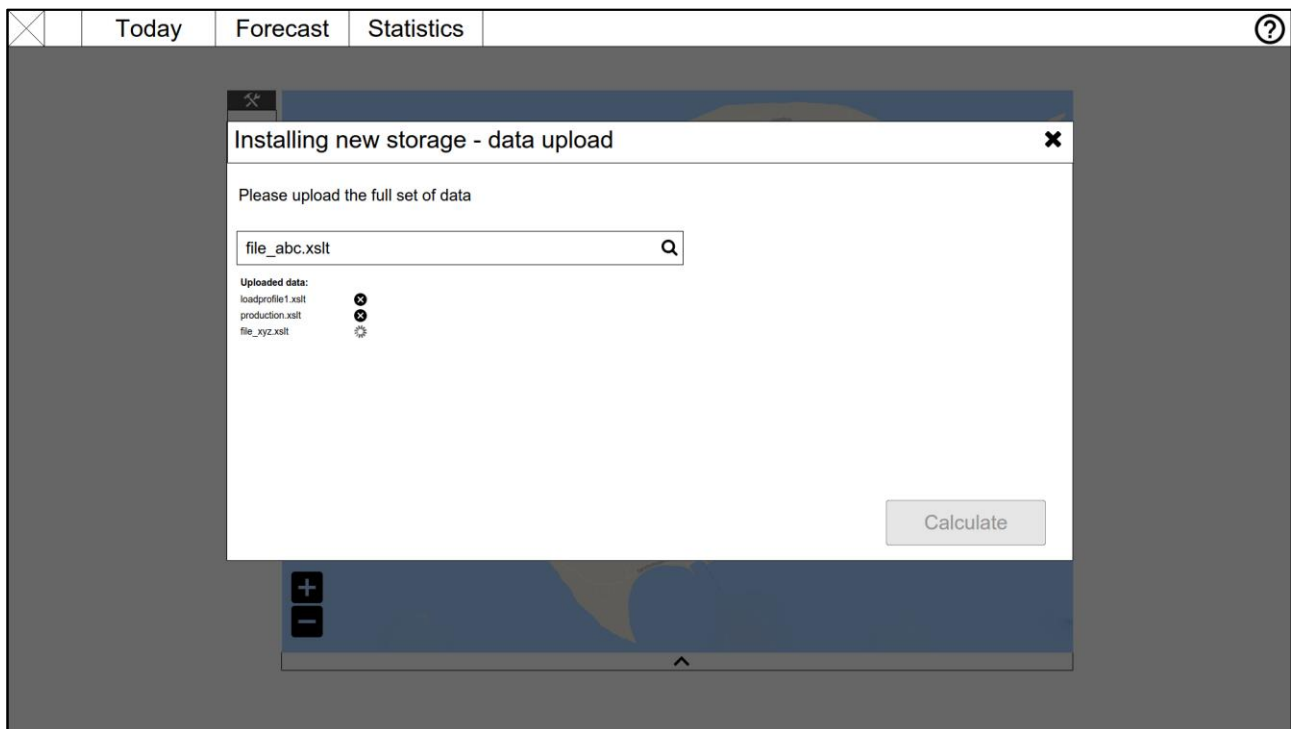 Today Forecast Statistics
Installing new storage - data upload
Please upload the full set of data
file_abc.xslt
Uploaded data:
loadprofile1.xslt
production.xslt
file_xyz.xslt
Calculate